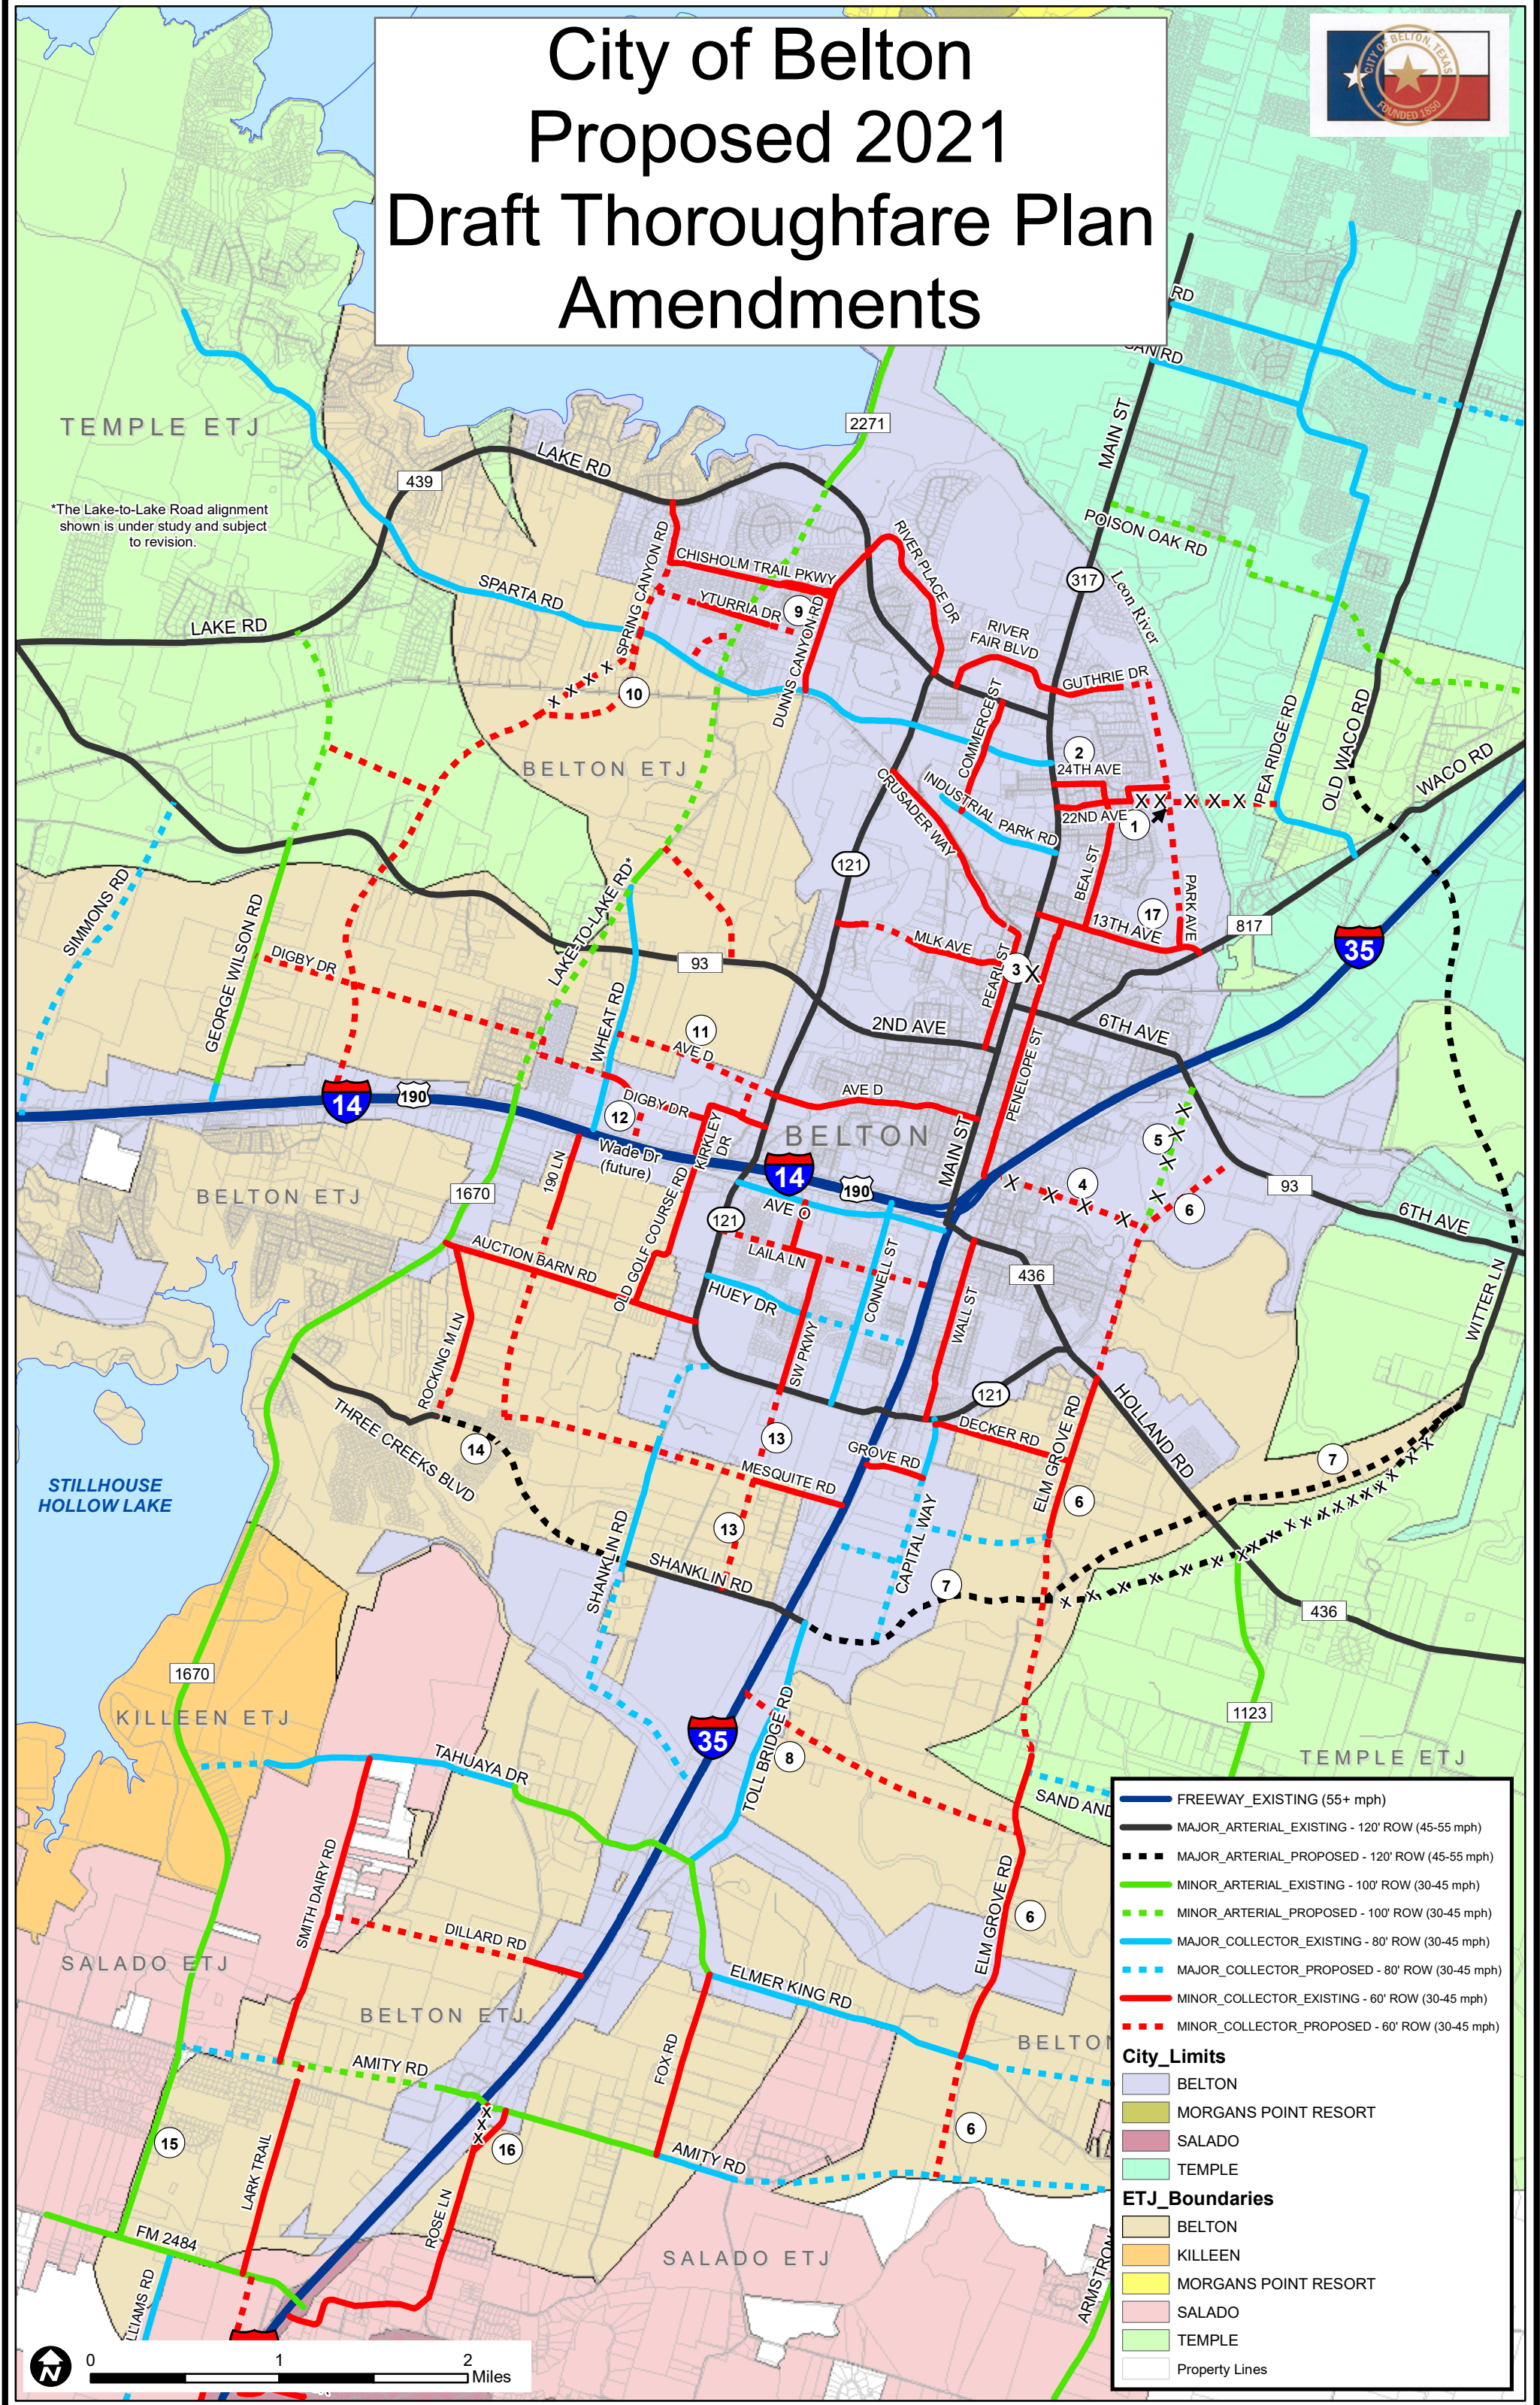 City of Belton
Proposed 2021
Draft Thoroughfare Plan
Amendments
CITY OF BELTON, TEXAS
FOUNDED 1850
RD
TEMPLE ETJ
2271
MAIN ST
LAKE RD
439
*The Lake-to-Lake Road alignment
shown is under study and subject
to revision.
POISON OAK RD
RIVER PLACE DR
SPRING CANYON RD
CHISHOLM TRAIL PKWY
317
Leon River
SPARTA RD
YTURRIA DR
9
DUNNS CANYON RD
LAKE RD
RIVER
FAIR BLVD
GUTHRIE DR
10
COMMERCE ST
PEA RIDGE RD
OLD WACO RD
WACO RD
BELTON ETJ
2
24TH AVE
CRUSADER WAY
INDUSTRIAL PARK RD
22ND AVE
1
121
BEAL ST
PARK AVE
SIMMONS RD
GEORGE WILSON RD
LAKE-TO-LAKE RD*
17
13TH AVE
817
35
DIGBY DR
93
MLK AVE
PEARL ST
3
WHEAT RD
11
AVE D
2ND AVE
6TH AVE
PENELOPE ST
14
190
DIGBY DR
12
KIRKLEY
DR
AVE D
BELTON
MAIN ST
Wade Dr
(future)
5
190 LN
14
190
4
93
BELTON ETJ
1670
OLD GOLF COURSE RD
121
AVE O
6
6TH AVE
AUCTION BARN RD
LAILA LN
CONNELL ST
436
HUEY DR
WALL ST
WITTER LN
ROCKING M LN
SW PKWY
121
THREE CREEKS BLVD
14
13
DECKER RD
ELM GROVE RD
HOLLAND RD
GROVE RD
7
STILLHOUSE
HOLLOW LAKE
MESQUITE RD
6
SHANKLIN RD
13
CAPITAL WAY
SHANKLIN RD
7
436
1670
KILLEEN ETJ
35
TOLL BRIDGE RD
8
1123
TEMPLE ETJ
TAHUAYA DR
SAND AND
SMITH DAIRY RD
ELM GROVE RD
6
DILLARD RD
SALADO ETJ
ELMER KING RD
BELTON ETJ
BELTON
AMITY RD
FOX RD
15
16
6
AMITY RD
LARK TRAIL
ROSE LN
FM 2484
SALADO ETJ
LLIAMS RD
ARMSTRONG
FREEWAY_EXISTING (55+ mph)
MAJOR_ARTERIAL_EXISTING - 120' ROW (45-55 mph)
MAJOR_ARTERIAL_PROPOSED - 120' ROW (45-55 mph)
MINOR_ARTERIAL_EXISTING - 100' ROW (30-45 mph)
MINOR_ARTERIAL_PROPOSED - 100' ROW (30-45 mph)
MAJOR_COLLECTOR_EXISTING - 80' ROW (30-45 mph)
MAJOR_COLLECTOR_PROPOSED - 80' ROW (30-45 mph)
MINOR_COLLECTOR_EXISTING - 60' ROW (30-45 mph)
MINOR_COLLECTOR_PROPOSED - 60' ROW (30-45 mph)
City_Limits
BELTON
MORGANS POINT RESORT
SALADO
TEMPLE
ETJ_Boundaries
BELTON
KILLEEN
MORGANS POINT RESORT
SALADO
TEMPLE
Property Lines
N
0 1 2
Miles